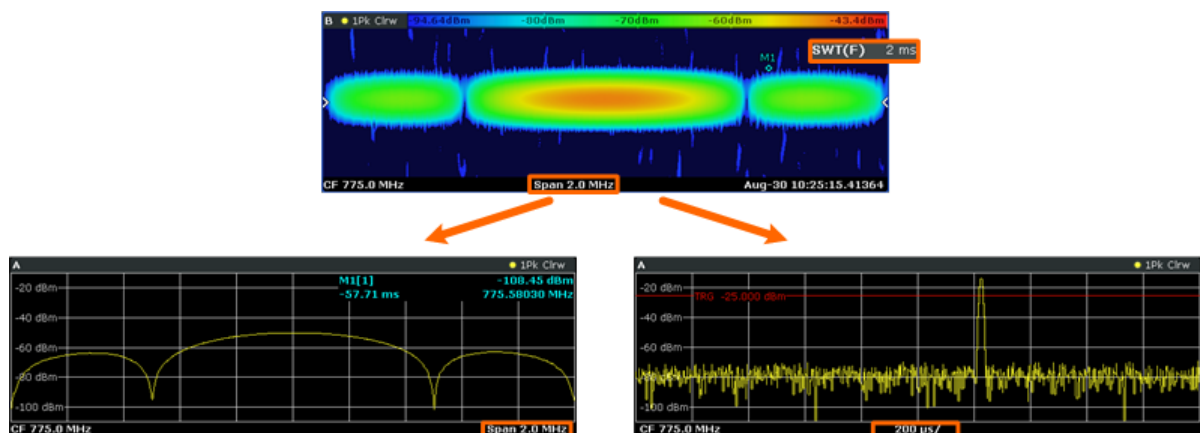 B 1Pk Clrw -94.64dBm -80dBm -70dBm -60dBm -43.4dBm
SWT(F) 2 ms
M1
CF 775.0 MHz Span 2.0 MHz Aug-30 10:25:15.41364
A 1Pk Clrw
M1[1] -108.45 dBm
-57.71 ms 775.58030 MHz
-20 dBm
-40 dBm
-60 dBm
-80 dBm
-100 dBm
CF 775.0 MHz Span 2.0 MHz
A 1Pk Clrw
-20 dBm
TRG -25.000 dBm
-40 dBm
-60 dBm
-80 dBm
-100 dBm
CF 775.0 MHz 200 µs/